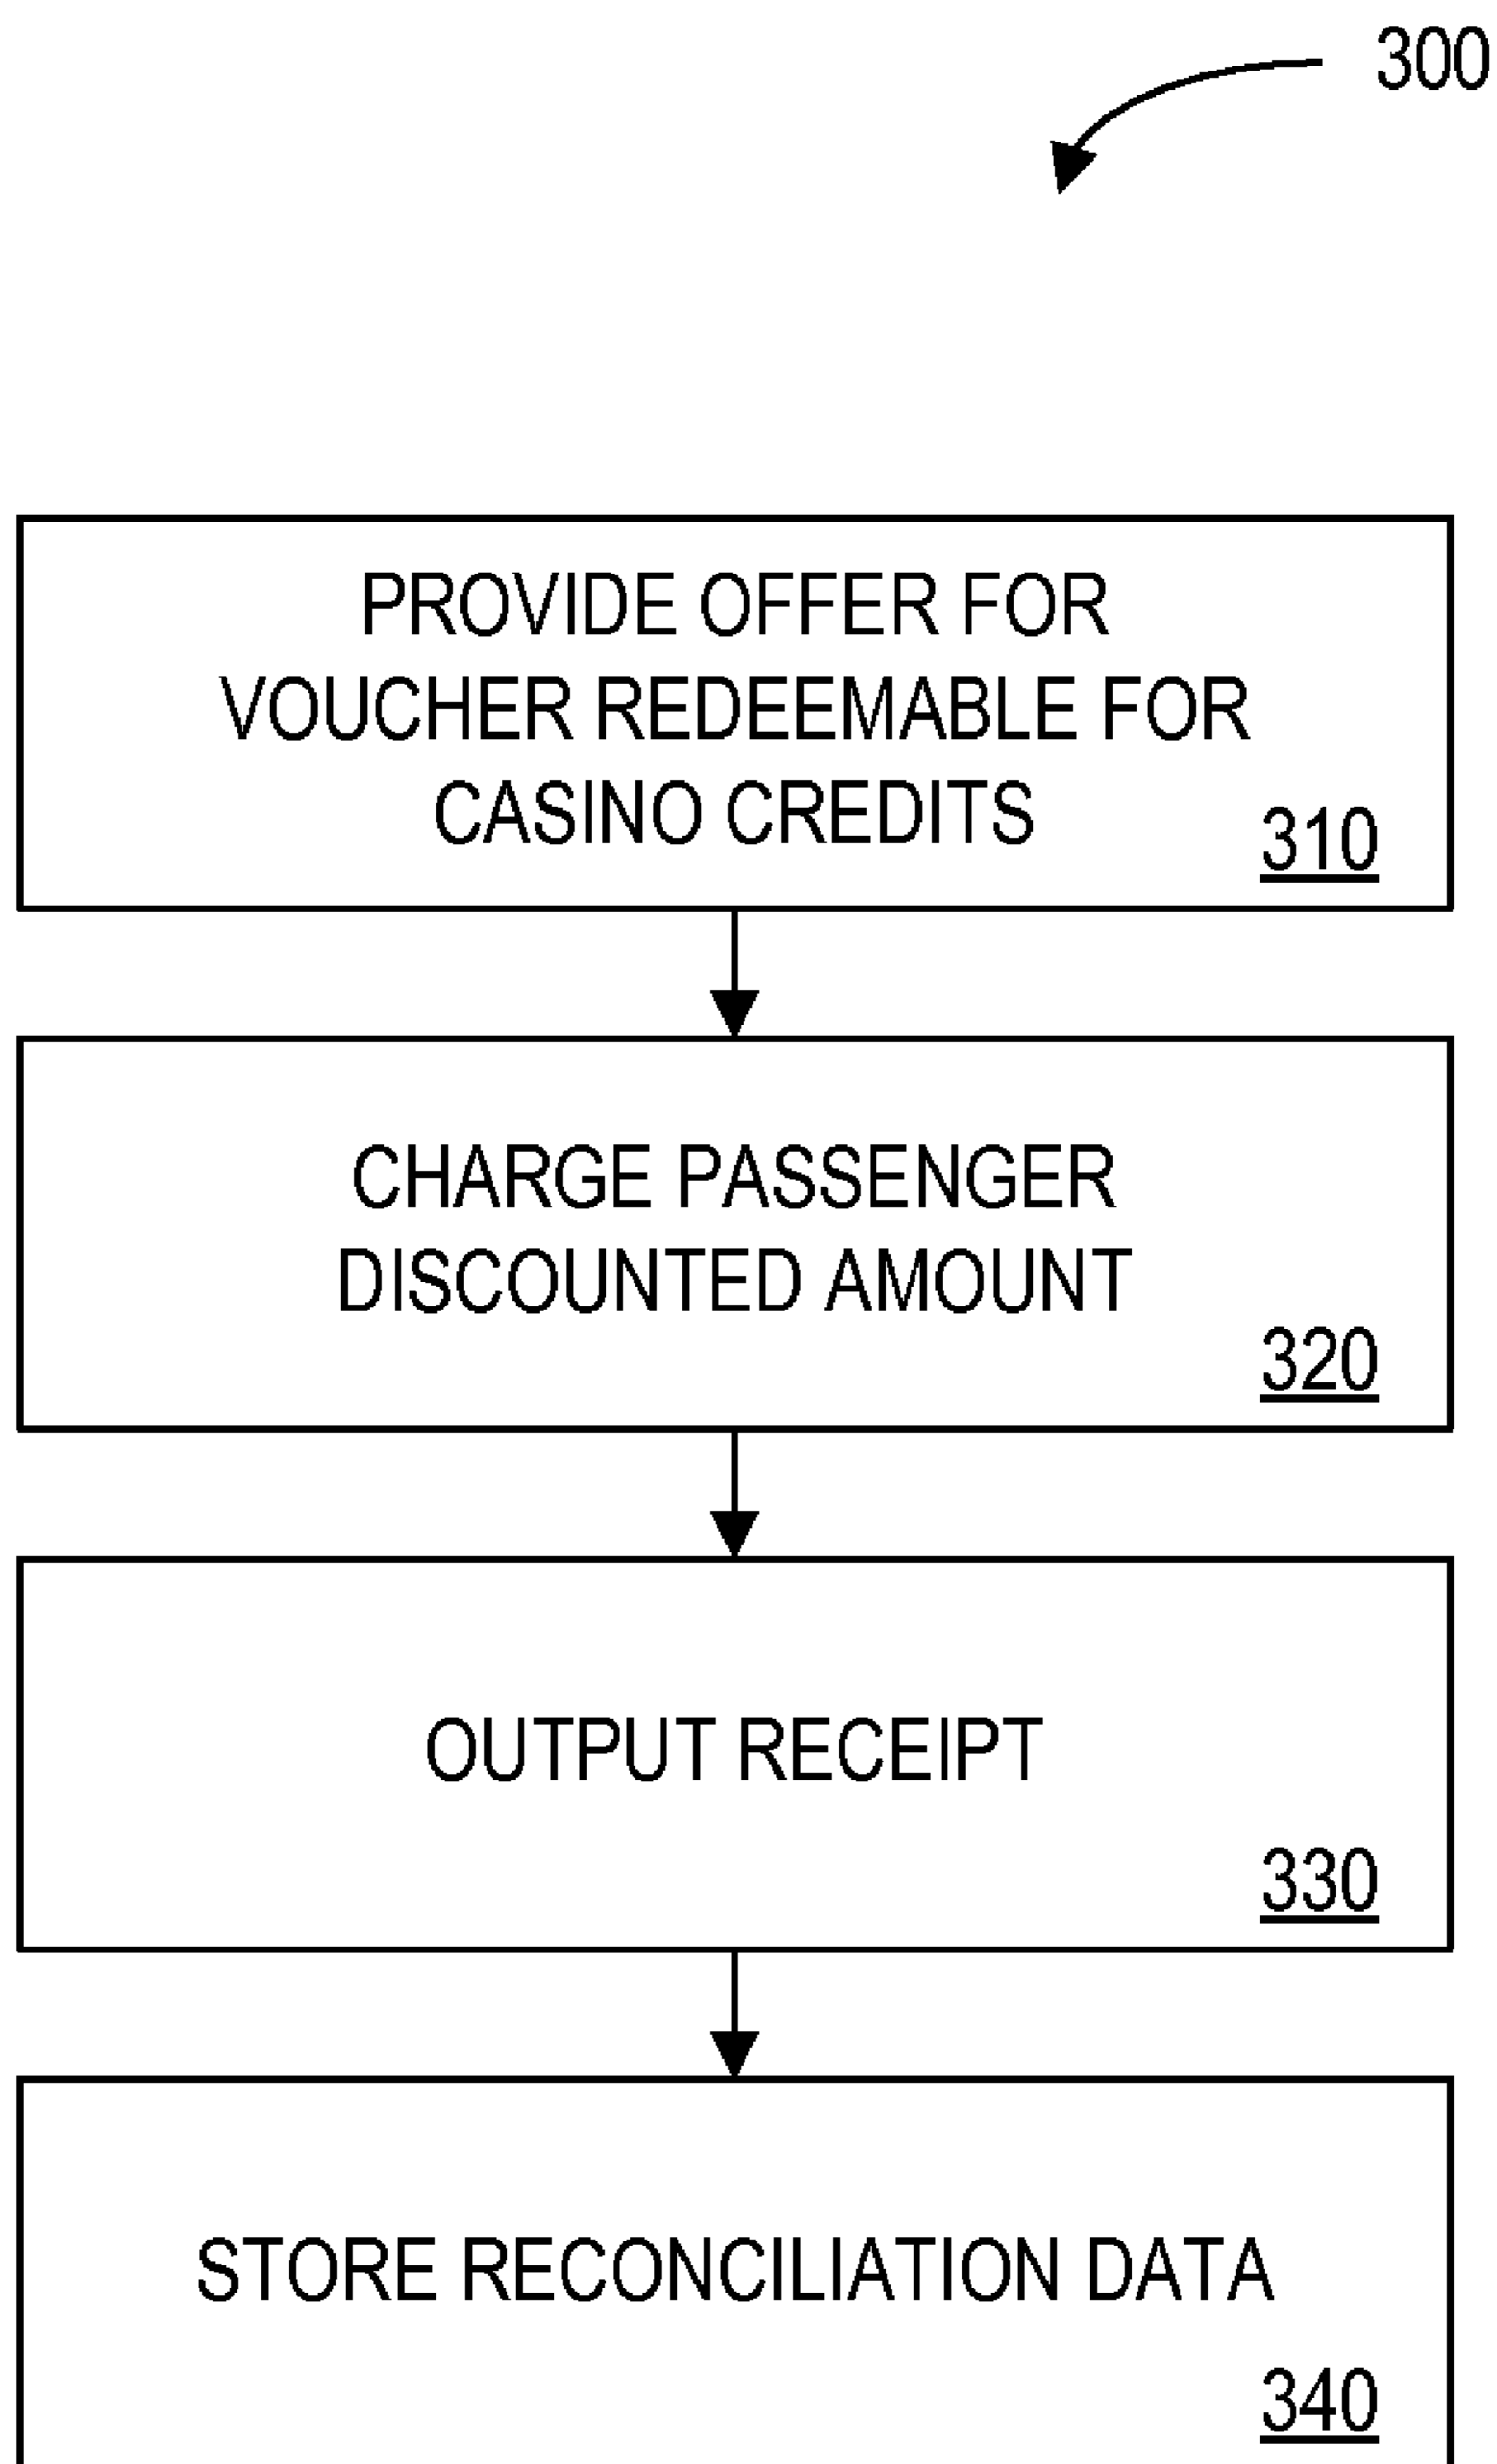 300
PROVIDE OFFER FOR
VOUCHER REDEEMABLE FOR
CASINO CREDITS
310
CHARGE PASSENGER
DISCOUNTED AMOUNT
320
OUTPUT RECEIPT
330
STORE RECONCILIATION DATA
340